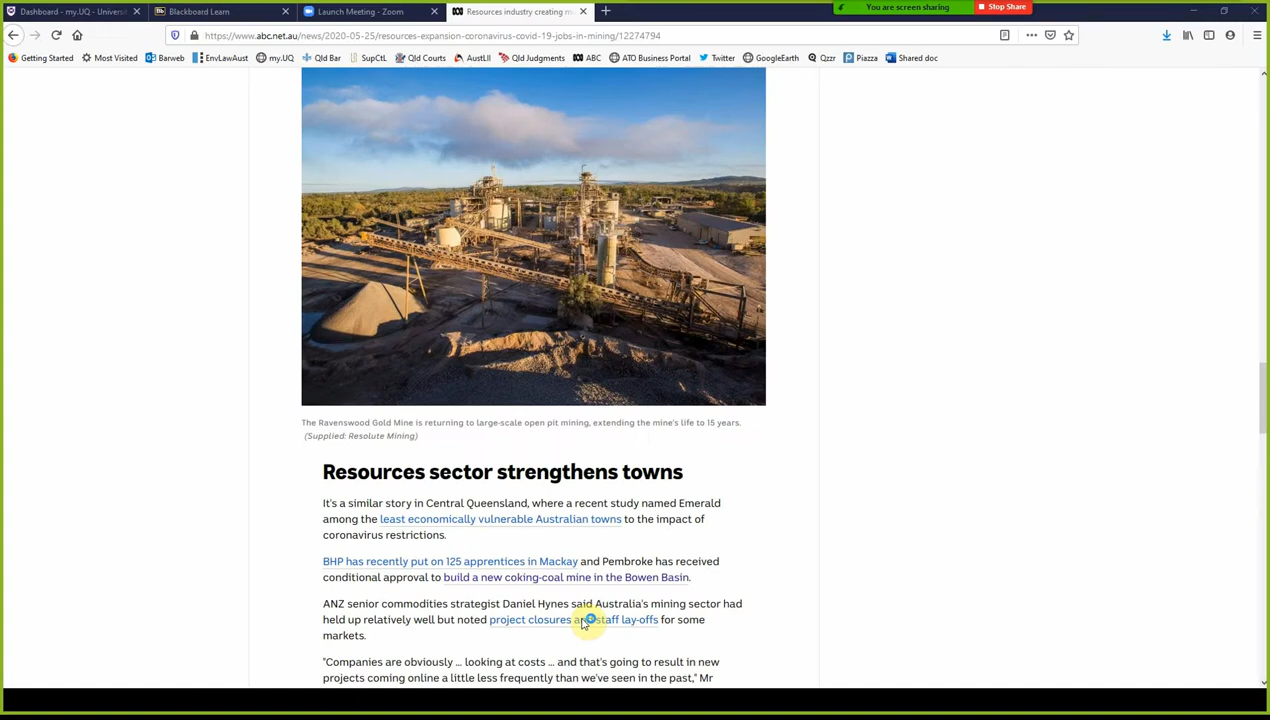 Dashboard - my.UQ - Universi
Blackboard Learn
Launch Meeting - Zoom
Resources industry creating m
You are screen sharing
Stop Share
https://www.abc.net.au/news/2020-05-25/resources-expansion-coronavirus-covid-19-jobs-in-mining/12274794
Getting Started Most Visited Barweb EnvLawAust my.UQ Qld Bar SupCtL Qld Courts AustLII Qld Judgments ABC ATO Business Portal Twitter GoogleEarth Qzzr Piazza Shared doc
The Ravenswood Gold Mine is returning to large-scale open pit mining, extending the mine's life to 15 years.
(Supplied: Resolute Mining)
Resources sector strengthens towns
It's a similar story in Central Queensland, where a recent study named Emerald
among the least economically vulnerable Australian towns to the impact of
coronavirus restrictions.
BHP has recently put on 125 apprentices in Mackay and Pembroke has received
conditional approval to build a new coking-coal mine in the Bowen Basin.
ANZ senior commodities strategist Daniel Hynes said Australia's mining sector had
held up relatively well but noted project closures and staff lay-offs for some
markets.
"Companies are obviously ... looking at costs ... and that's going to result in new
projects coming online a little less frequently than we've seen in the past," Mr